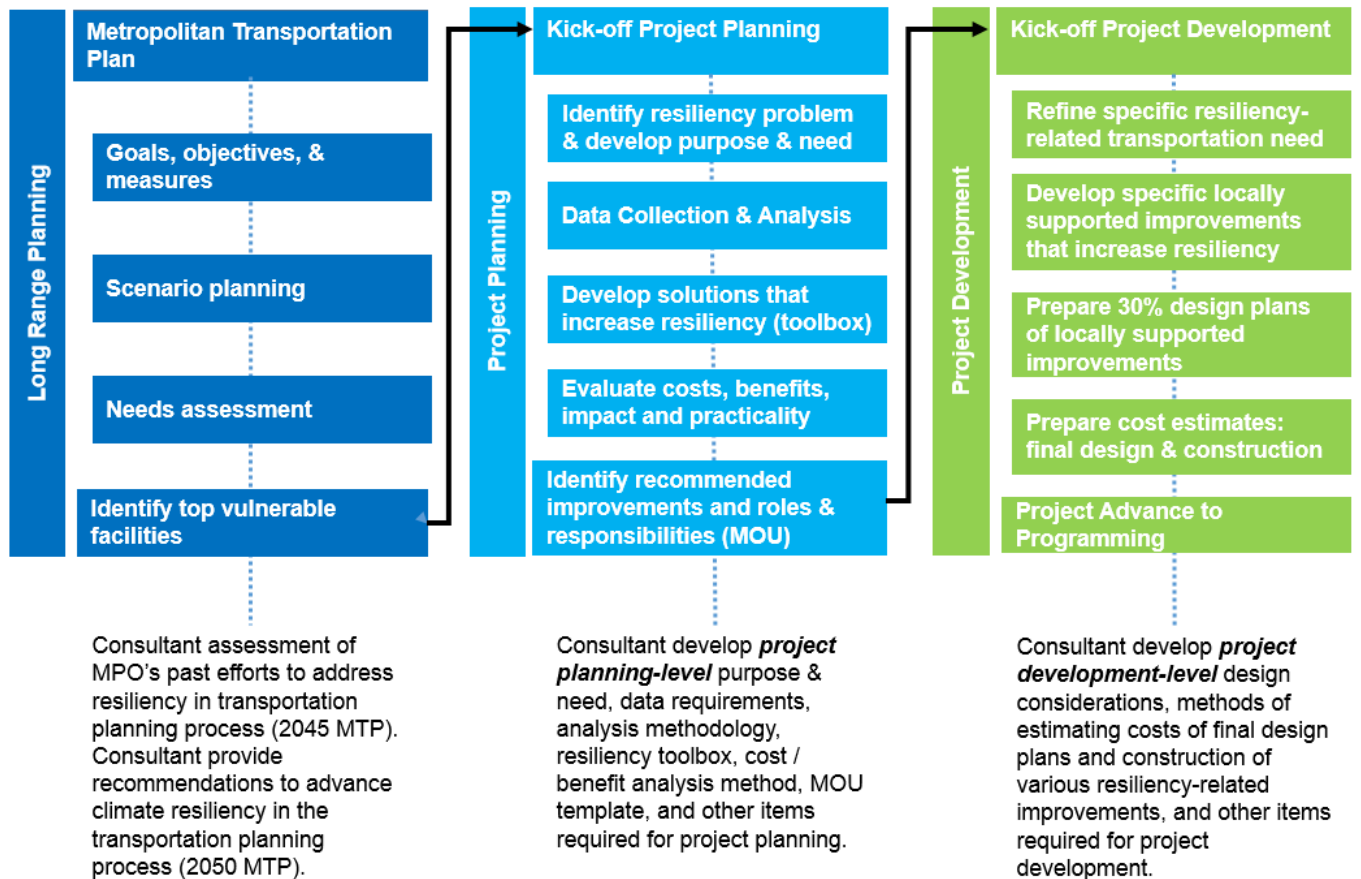 Long Range Planning
Metropolitan Transportation
Plan
Goals, objectives, &
measures
Scenario planning
Needs assessment
Identify top vulnerable
facilities
Consultant assessment of
MPO's past efforts to address
resiliency in transportation
planning process (2045 MTP).
Consultant provide
recommendations to advance
climate resiliency in the
transportation planning
process (2050 MTP).
Project Planning
Kick-off Project Planning
Identify resiliency problem
& develop purpose & need
Data Collection & Analysis
Develop solutions that
increase resiliency (toolbox)
Evaluate costs, benefits,
impact and practicality
Identify recommended
improvements and roles &
responsibilities (MOU)
Consultant develop project
planning-level purpose &
need, data requirements,
analysis methodology,
resiliency toolbox, cost /
benefit analysis method, MOU
template, and other items
required for project planning.
Project Development
Kick-off Project Development
Refine specific resiliency-
related transportation need
Develop specific locally
supported improvements
that increase resiliency
Prepare 30% design plans
of locally supported
improvements
Prepare cost estimates:
final design & construction
Project Advance to
Programming
Consultant develop project
development-level design
considerations, methods of
estimating costs of final design
plans and construction of
various resiliency-related
improvements, and other items
required for project
development.